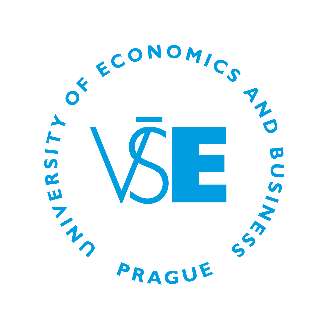 UNIVERSITY OF ECONOMICS AND BUSINESS
VŠE
PRAGUE